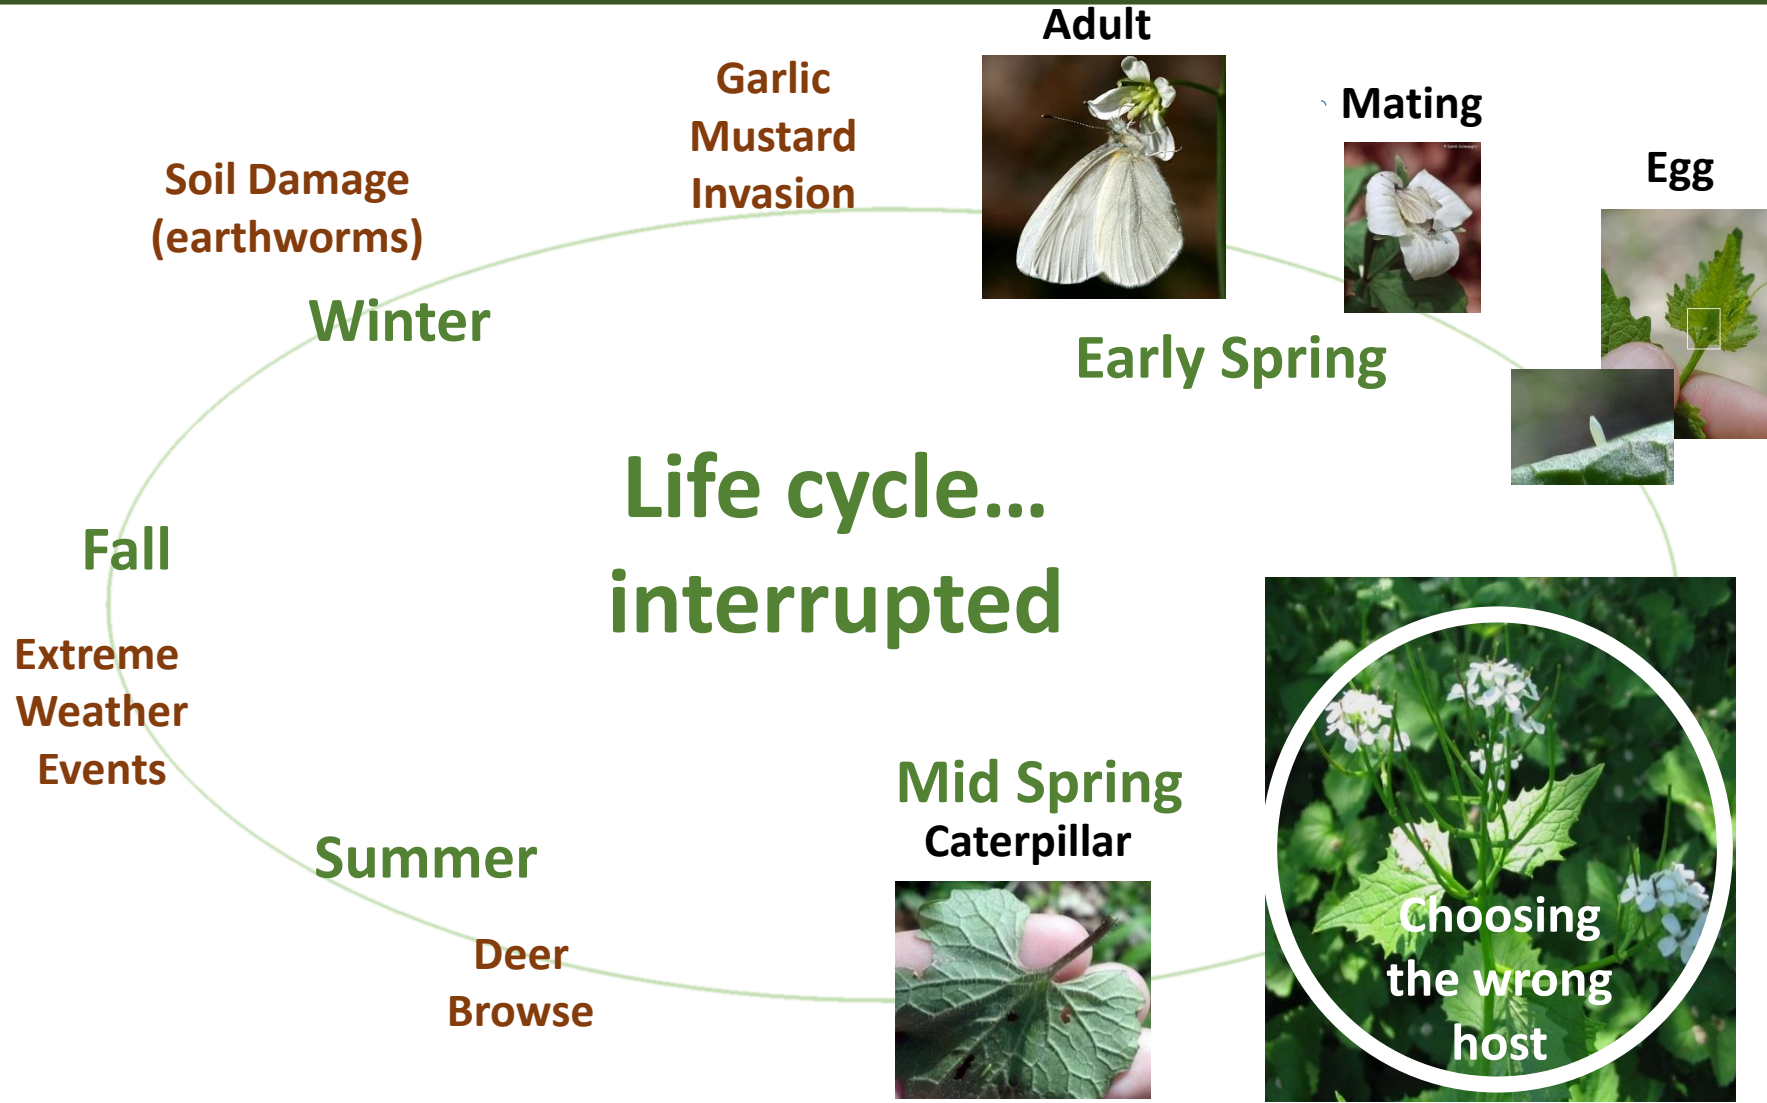 Adult
Garlic
Mustard
Invasion
Mating
Egg
Soil Damage
(earthworms)
Winter
Early Spring
Life cycle...
interrupted
Fall
Extreme
Weather
Events
Mid Spring
Caterpillar
Summer
Deer
Browse
Choosing
the wrong
host